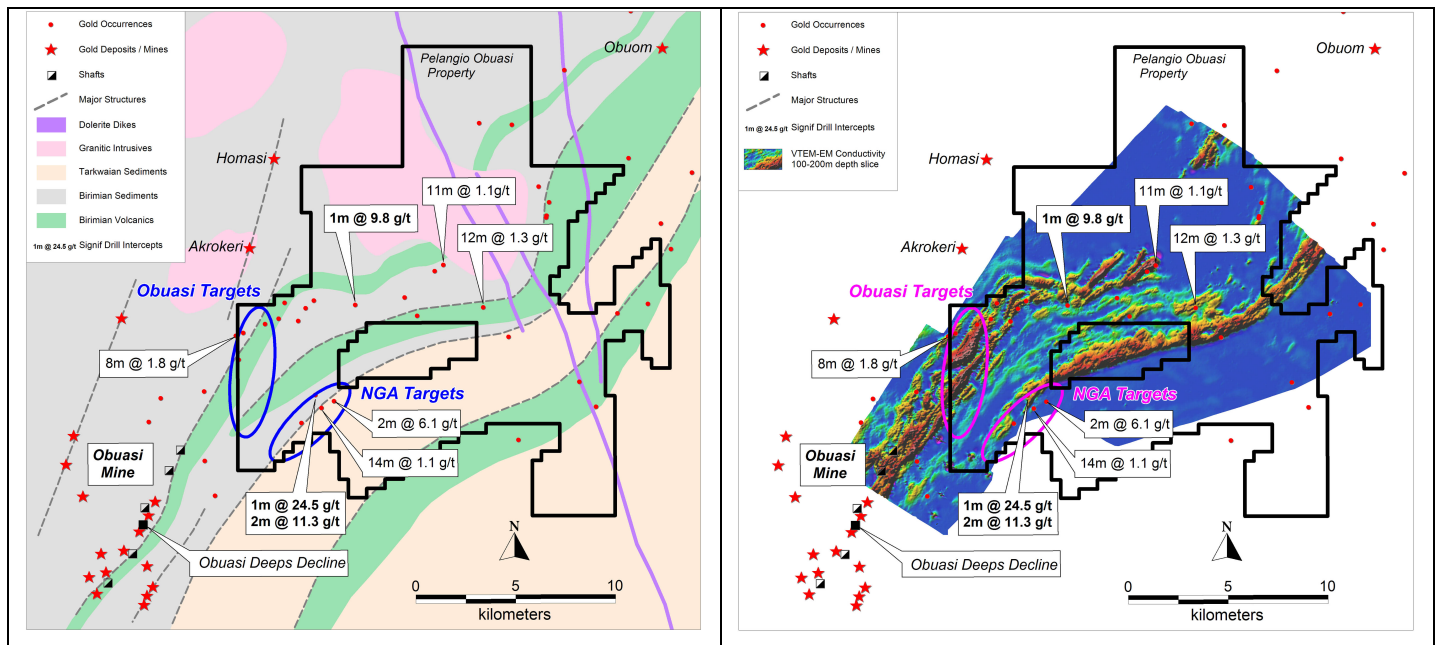 Gold Occurrences
Gold Deposits / Mines
Shafts
Major Structures
Dolerite Dikes
Granitic Intrusives
Tarkwaian Sediments
Birimian Sediments
Birimian Volcanics
1m @ 24.5 g/t Signif Drill Intercepts
Pelangio Obuasi
Property
Obuom
Homasi
11m @ 1.1g/t
1m @ 9.8 g/t
12m @ 1.3 g/t
Akrokeri
Obuasi Targets
8m @ 1.8 g/t
NGA Targets
2m @ 6.1 g/t
Obuasi
Mine
14m @ 1.1 g/t
1m @ 24.5 g/t
2m @ 11.3 g/t
N
Obuasi Deeps Decline
0 5 10
kilometers
Gold Occurrences
Gold Deposits / Mines
Shafts
Major Structures
1m @ 24.5 g/t Signif Drill Intercepts
VTEM-EM Conductivity
100-200m depth slice
Pelangio Obuasi
Property
Obuom
Homasi
11m @ 1.1g/t
1m @ 9.8 g/t
12m @ 1.3 g/t
Akrokeri
Obuasi Targets
8m @ 1.8 g/t
NGA Targets
2m @ 6.1 g/t
Obuasi
Mine
14m @ 1.1 g/t
1m @ 24.5 g/t
2m @ 11.3 g/t
N
Obuasi Deeps Decline
0 5 10
kilometers